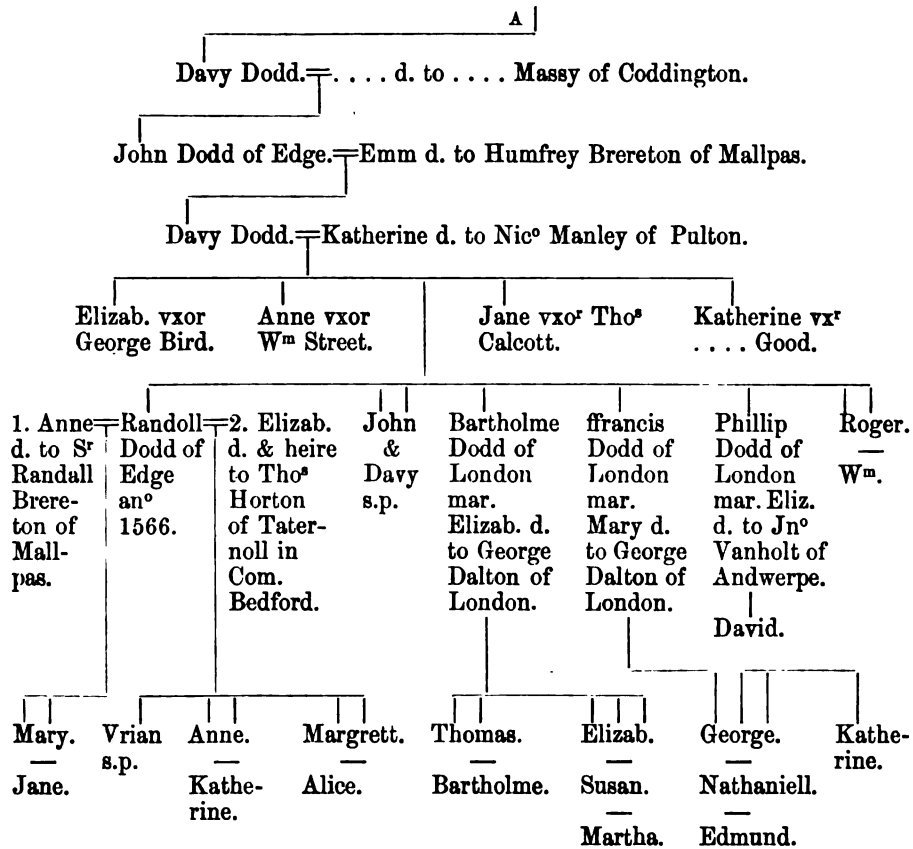 A
Davy Dodd.=. . . . d. to . . . . Massy of Coddington.
John Dodd of Edge.=Emm d. to Humfrey Brereton of Mallpas.
Davy Dodd.=Katherine d. to Nicº Manley of Pulton.
Elizab. vxor
George Bird.
Anne vxor
Wᵐ Street.
Jane vxoʳ Thoˢ
Calcott.
Katherine vxʳ
. . . . Good.
1. Anne=
d. to Sʳ
Randall
Brere-
ton of
Mall-
pas.
Randoll=
Dodd of
Edge
anº
1566.
2. Elizab.
d. & heire
to Thoˢ
Horton
of Tater-
noll in
Com.
Bedford.
John
&
Davy
s.p.
Bartholme
Dodd of
London
mar.
Elizab. d.
to George
Dalton of
London.
ffrancis
Dodd of
London
mar.
Mary d.
to George
Dalton of
London.
Phillip
Dodd of
London
mar. Eliz.
d. to Jnº
Vanholt of
Andwerpe.
David.
Roger.
—
Wᵐ.
Mary.
—
Jane.
Vrian
s.p.
Anne.
—
Kathe-
rine.
Margrett.
—
Alice.
Thomas.
—
Bartholme.
Elizab.
—
Susan.
—
Martha.
George.
—
Nathaniell.
—
Edmund.
Kathe-
rine.